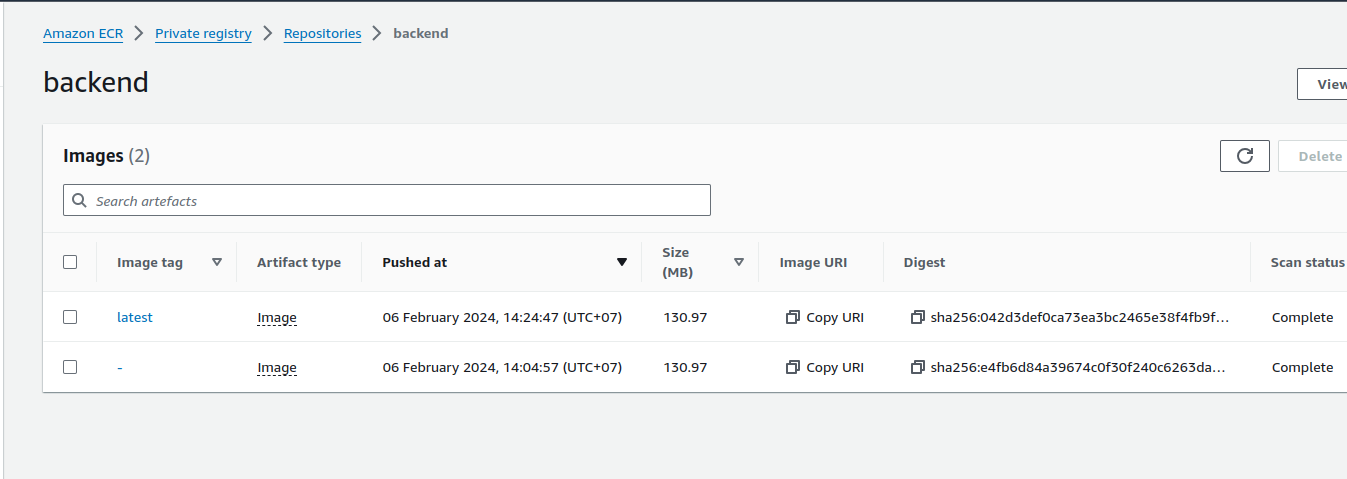 Amazon ECR > Private registry > Repositories > backend
backend
View
Images (2)
Delete
Search artefacts
Image tag Artifact type Pushed at Size (MB) Image URI Digest Scan status
latest Image 06 February 2024, 14:24:47 (UTC+07) 130.97 Copy URI sha256:042d3def0ca73ea3bc2465e38f4fb9f... Complete
- Image 06 February 2024, 14:04:57 (UTC+07) 130.97 Copy URI sha256:e4fb6d84a39674c0f30f240c6263da... Complete